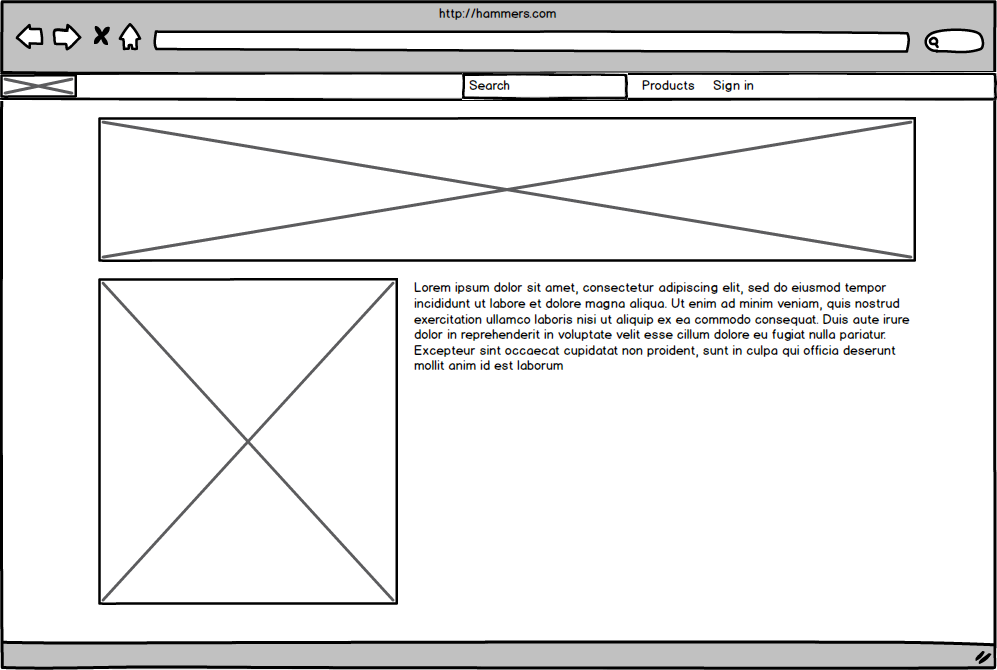 http://hammers.com
Search
Products
Sign in
Lorem ipsum dolor sit amet, consectetur adipiscing elit, sed do eiusmod tempor
incididunt ut labore et dolore magna aliqua. Ut enim ad minim veniam, quis nostrud
exercitation ullamco laboris nisi ut aliquip ex ea commodo consequat. Duis aute irure
dolor in reprehenderit in voluptate velit esse cillum dolore eu fugiat nulla pariatur.
Excepteur sint occaecat cupidatat non proident, sunt in culpa qui officia deserunt
mollit anim id est laborum